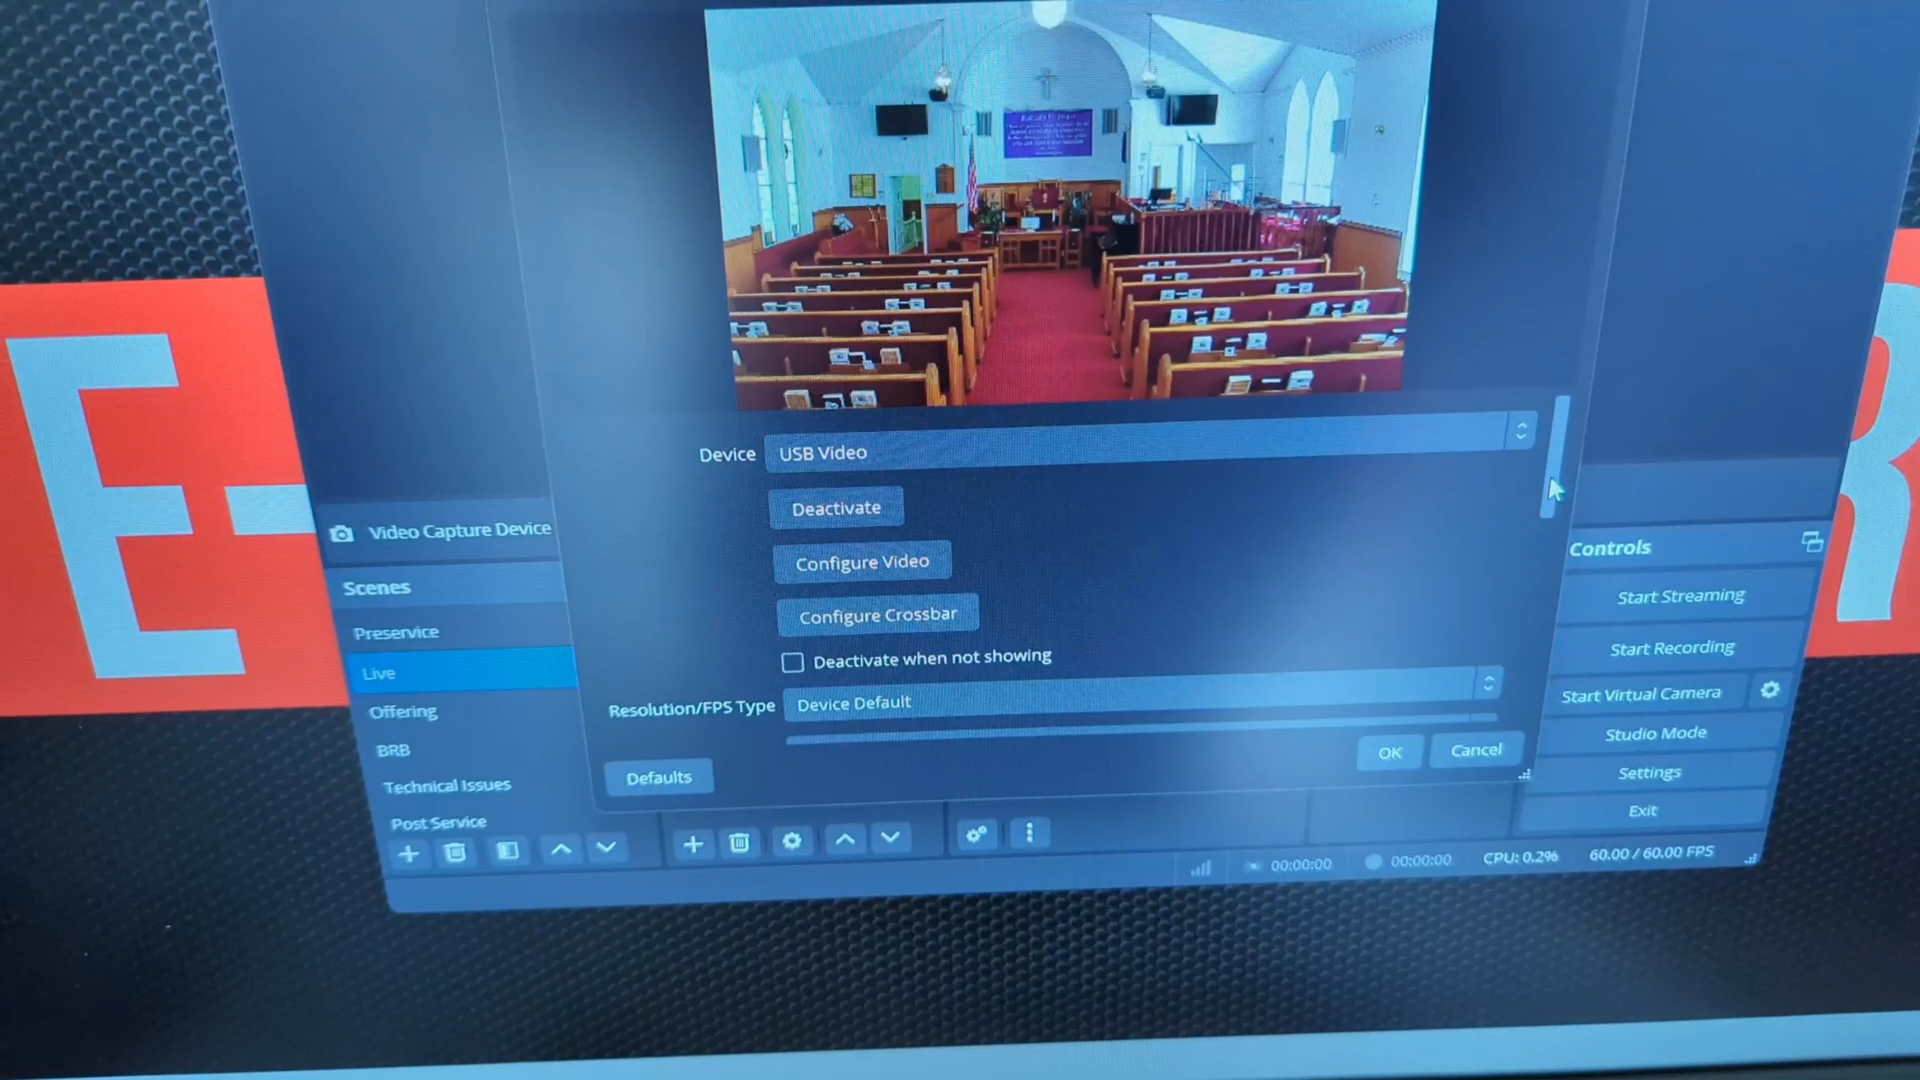 E-
R
Device
USB Video
Deactivate
Configure Video
Configure Crossbar
Deactivate when not showing
Resolution/FPS Type
Device Default
Defaults
OK
Cancel
Video Capture Device
Scenes
Preservice
Live
Offering
BRB
Technical Issues
Post Service
Controls
Start Streaming
Start Recording
Start Virtual Camera
Studio Mode
Settings
Exit
00:00:00
00:00:00
CPU: 0.2%
60.00 / 60.00 FPS